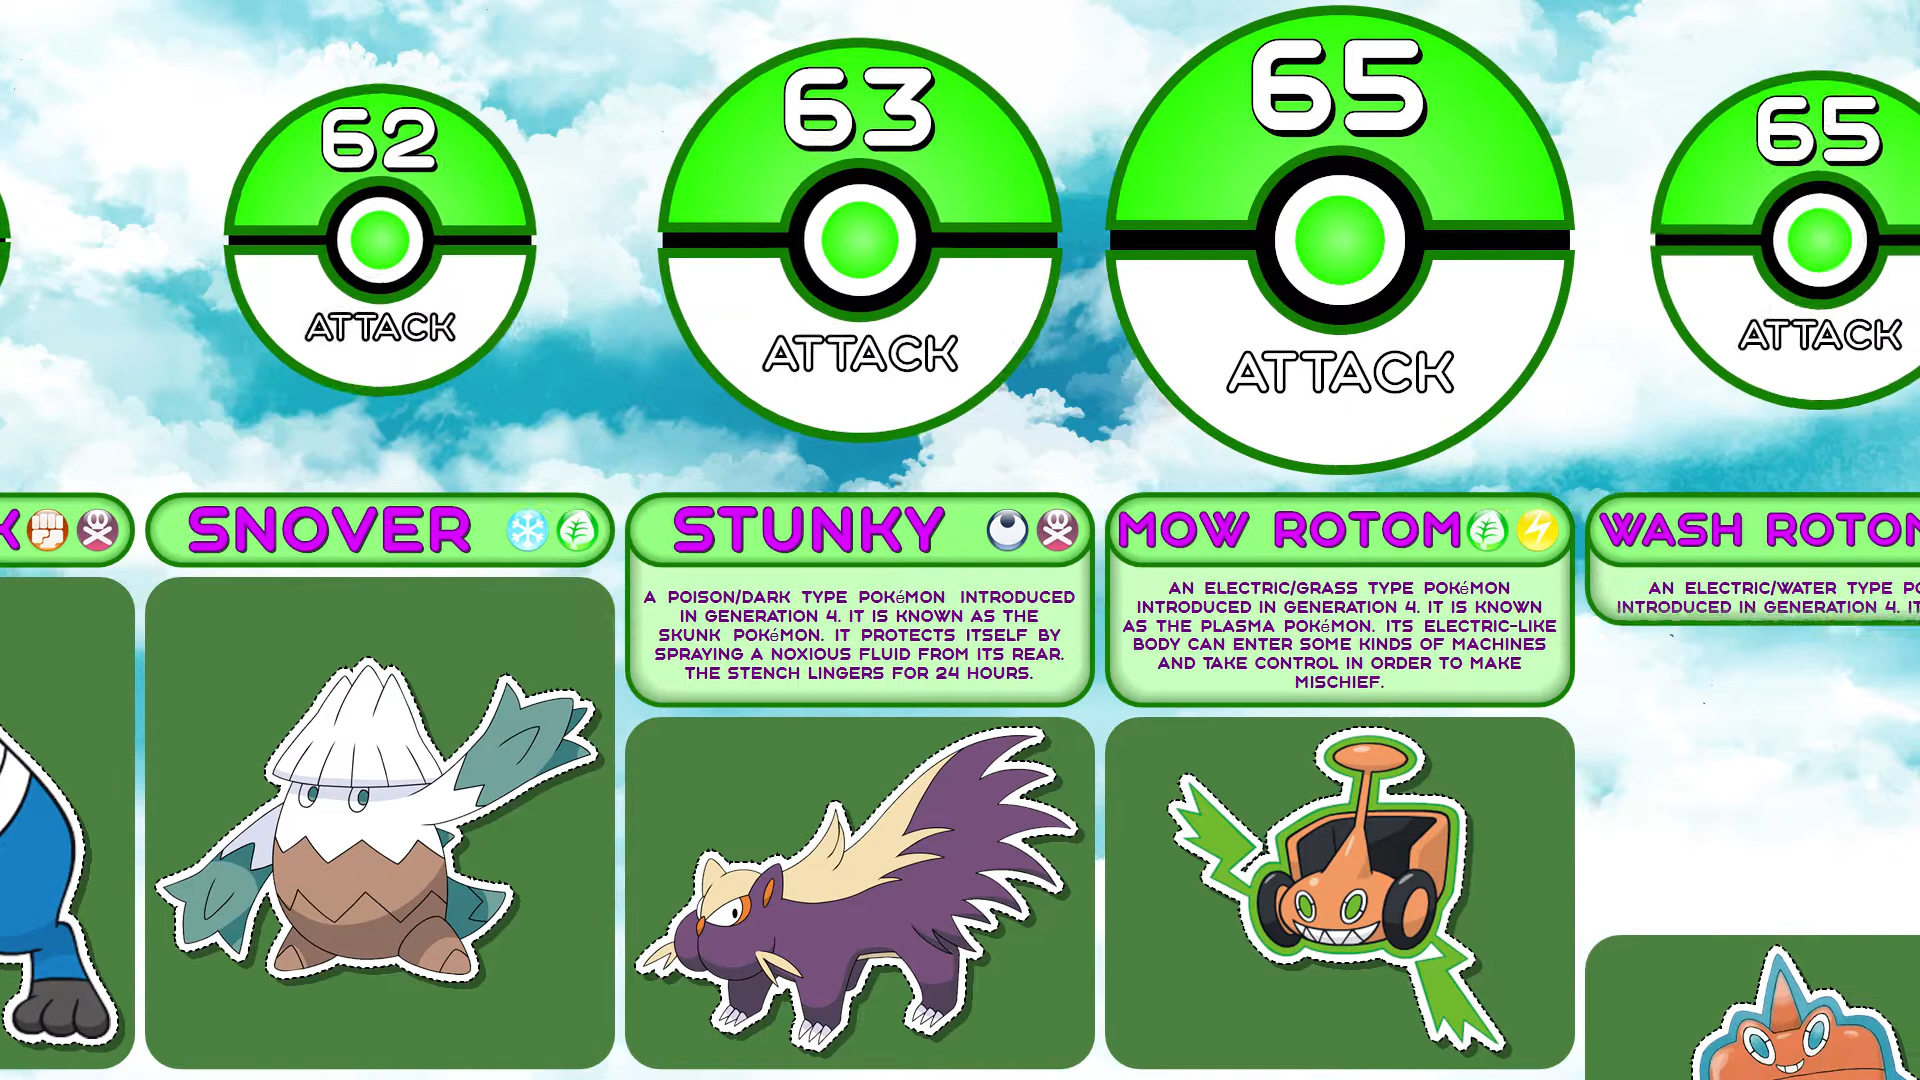 62
ATTACK
63
ATTACK
65
ATTACK
65
ATTACK
K
SNOVER
STUNKY
A POISON/DARK TYPE POKéMON INTRODUCED
IN GENERATION 4. IT IS KNOWN AS THE
SKUNK POKéMON. IT PROTECTS ITSELF BY
SPRAYING A NOXIOUS FLUID FROM ITS REAR.
THE STENCH LINGERS FOR 24 HOURS.
MOW ROTOM
AN ELECTRIC/GRASS TYPE POKéMON
INTRODUCED IN GENERATION 4. IT IS KNOWN
AS THE PLASMA POKéMON. ITS ELECTRIC-LIKE
BODY CAN ENTER SOME KINDS OF MACHINES
AND TAKE CONTROL IN ORDER TO MAKE
MISCHIEF.
WASH ROTOM
AN ELECTRIC/WATER TYPE PO
INTRODUCED IN GENERATION 4. IT